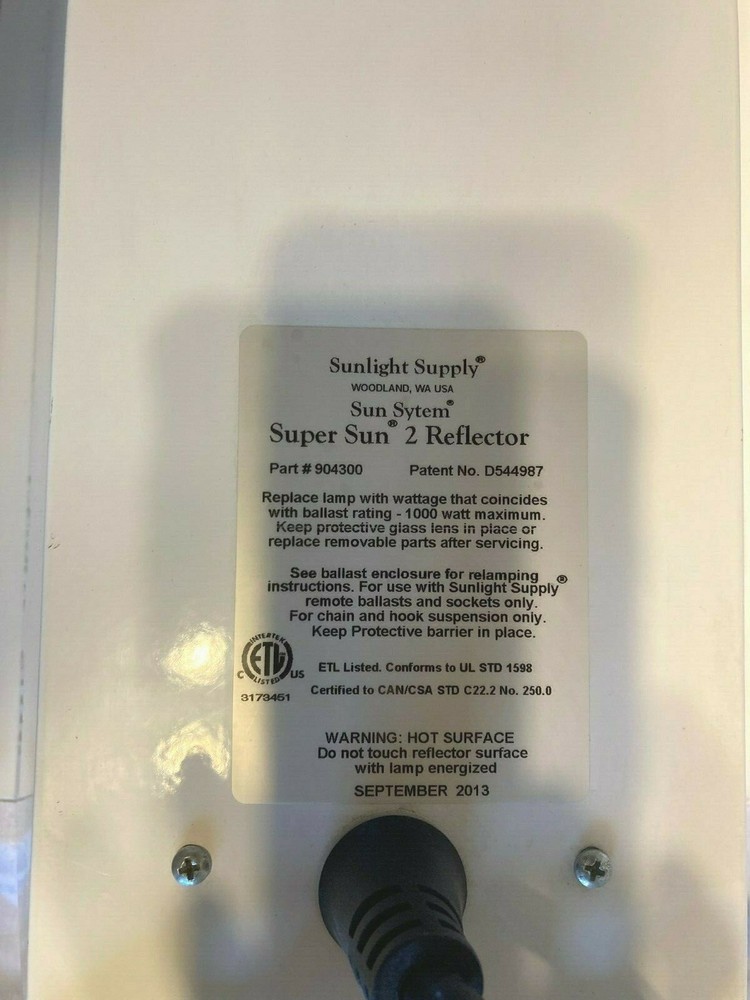 Sunlight Supply®
WOODLAND, WA USA
Sun Sytem®
Super Sun® 2 Reflector
Part # 904300 Patent No. D544987
Replace lamp with wattage that coincides
with ballast rating - 1000 watt maximum.
Keep protective glass lens in place or
replace removable parts after servicing.
See ballast enclosure for relamping
instructions. For use with Sunlight Supply®
remote ballasts and sockets only.
For chain and hook suspension only.
Keep Protective barrier in place.
INTERTEK
ETL
LISTED
C US
3173451
ETL Listed. Conforms to UL STD 1598
Certified to CAN/CSA STD C22.2 No. 250.0
WARNING: HOT SURFACE
Do not touch reflector surface
with lamp energized
SEPTEMBER 2013